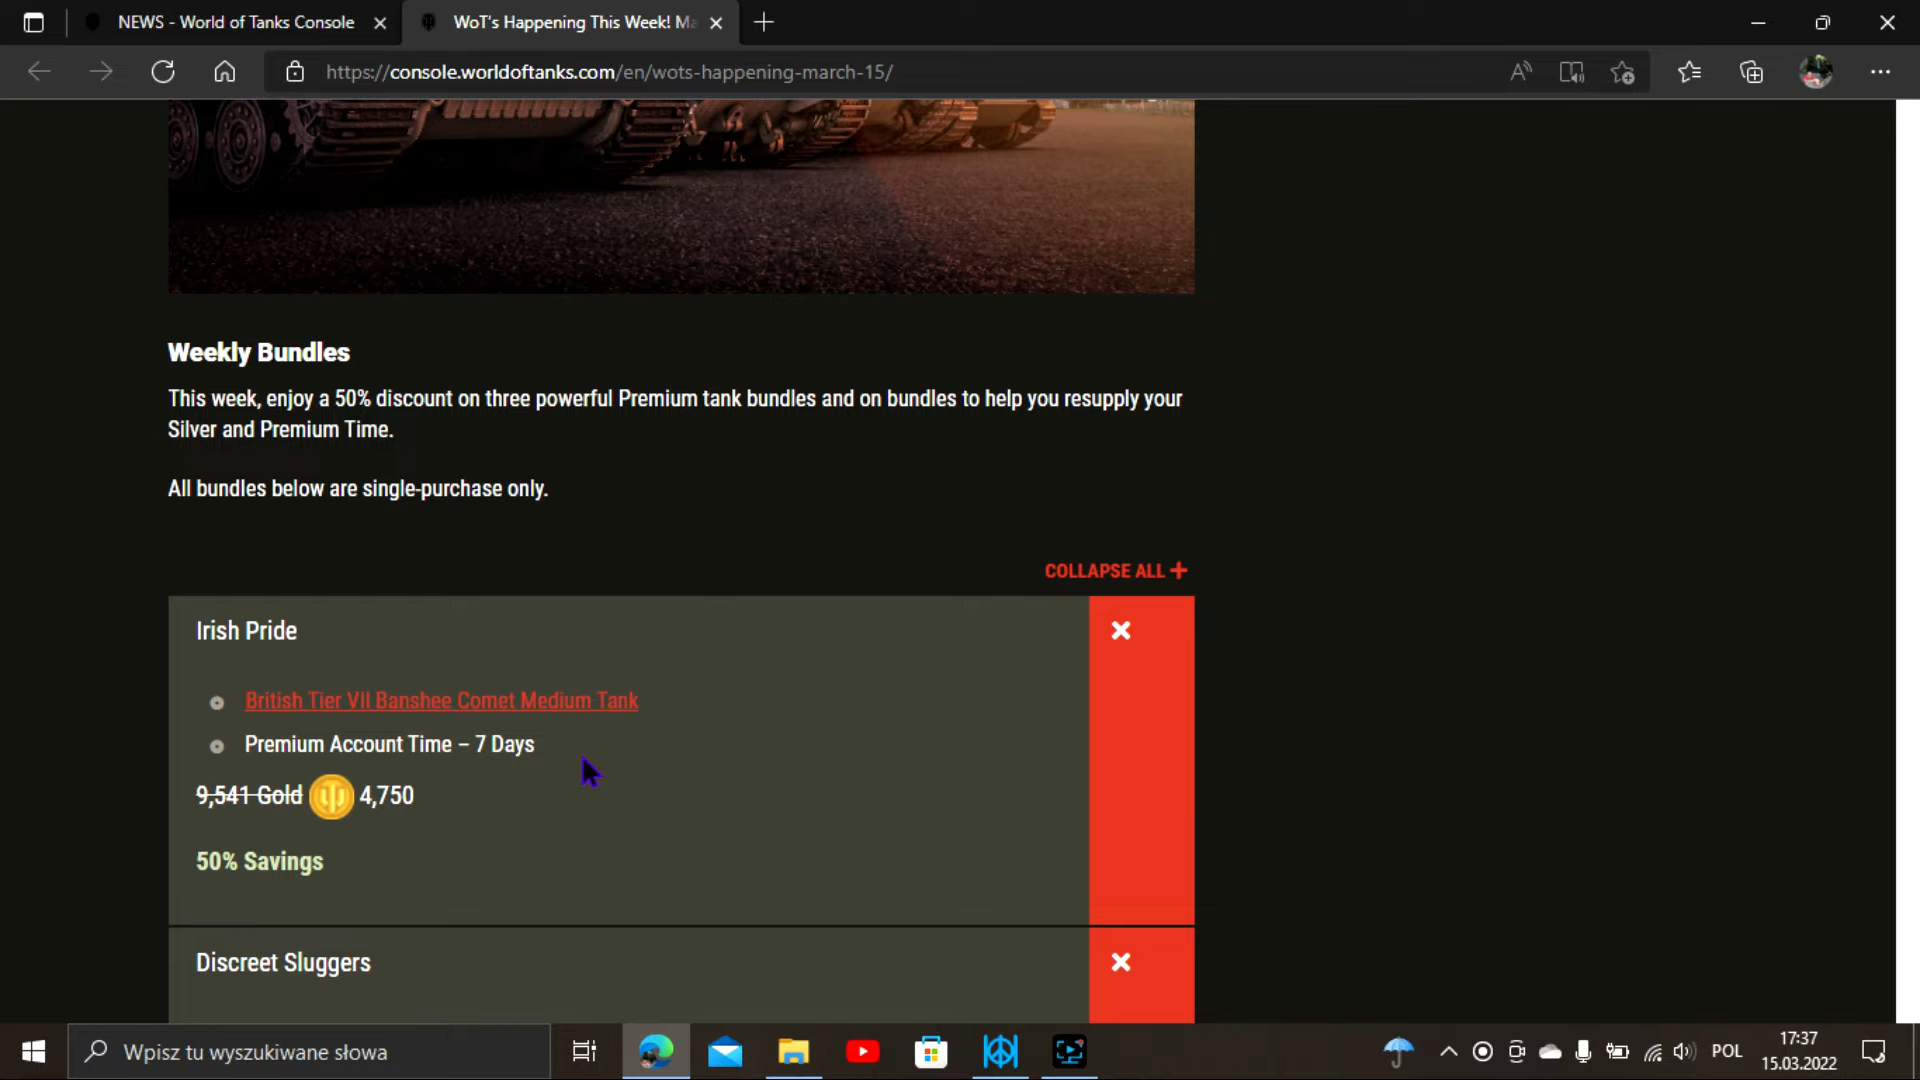 NEWS - World of Tanks Console
WoT's Happening This Week! Ma
https://console.worldoftanks.com/en/wots-happening-march-15/
Weekly Bundles
This week, enjoy a 50% discount on three powerful Premium tank bundles and on bundles to help you resupply your
Silver and Premium Time.
All bundles below are single-purchase only.
COLLAPSE ALL
Irish Pride
British Tier VII Banshee Comet Medium Tank
Premium Account Time – 7 Days
9,541 Gold 4,750
50% Savings
Discreet Sluggers
Wpisz tu wyszukiwane słowa
POL
17:37
15.03.2022